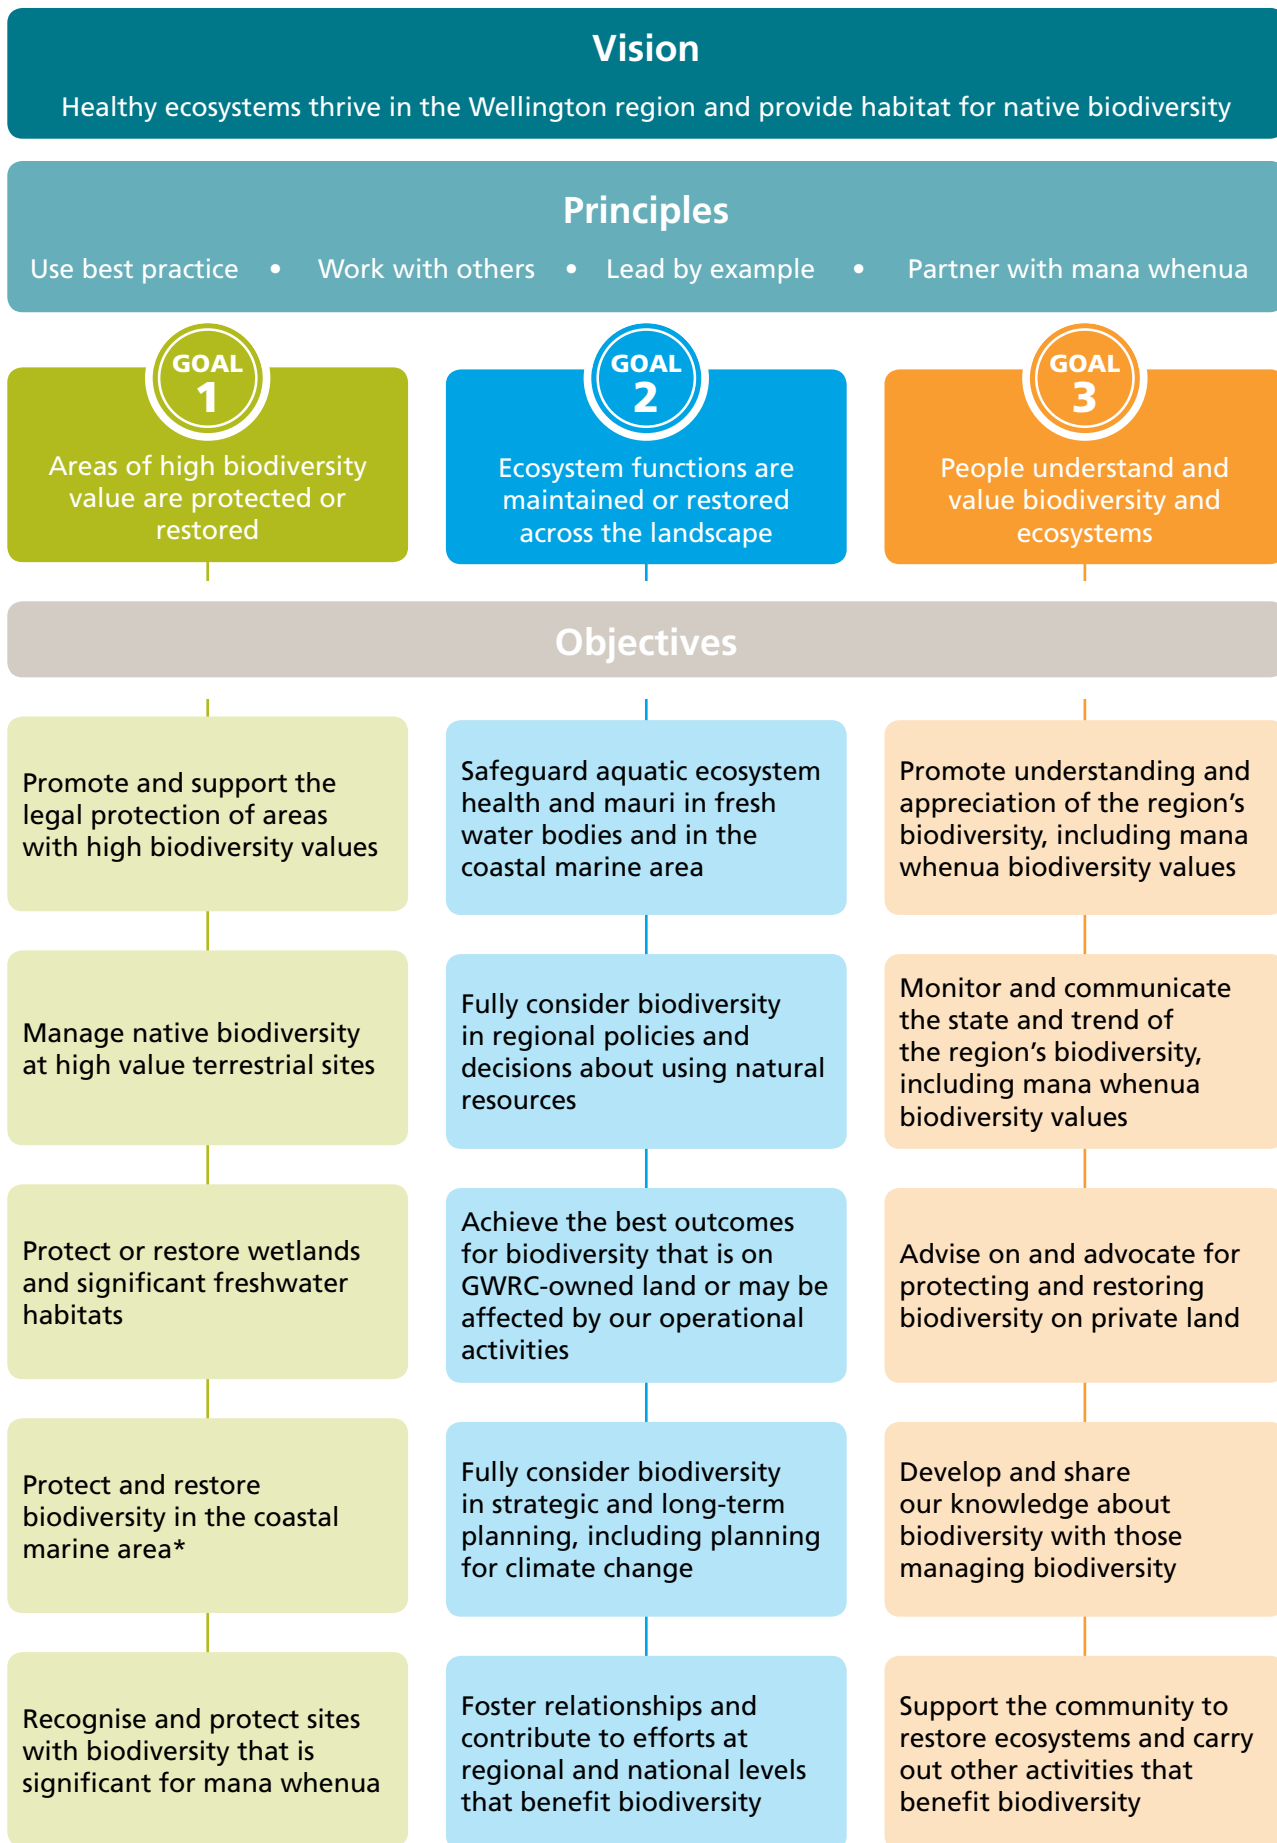 Vision
Healthy ecosystems thrive in the Wellington region and provide habitat for native biodiversity
Principles
Use best practice • Work with others • Lead by example • Partner with mana whenua
GOAL
1
Areas of high biodiversity
value are protected or
restored
GOAL
2
Ecosystem functions are
maintained or restored
across the landscape
GOAL
3
People understand and
value biodiversity and
ecosystems
Objectives
Promote and support the
legal protection of areas
with high biodiversity values
Manage native biodiversity
at high value terrestrial sites
Protect or restore wetlands
and significant freshwater
habitats
Protect and restore
biodiversity in the coastal
marine area*
Recognise and protect sites
with biodiversity that is
significant for mana whenua
Safeguard aquatic ecosystem
health and mauri in fresh
water bodies and in the
coastal marine area
Fully consider biodiversity
in regional policies and
decisions about using natural
resources
Achieve the best outcomes
for biodiversity that is on
GWRC-owned land or may be
affected by our operational
activities
Fully consider biodiversity
in strategic and long-term
planning, including planning
for climate change
Foster relationships and
contribute to efforts at
regional and national levels
that benefit biodiversity
Promote understanding and
appreciation of the region's
biodiversity, including mana
whenua biodiversity values
Monitor and communicate
the state and trend of
the region's biodiversity,
including mana whenua
biodiversity values
Advise on and advocate for
protecting and restoring
biodiversity on private land
Develop and share
our knowledge about
biodiversity with those
managing biodiversity
Support the community to
restore ecosystems and carry
out other activities that
benefit biodiversity